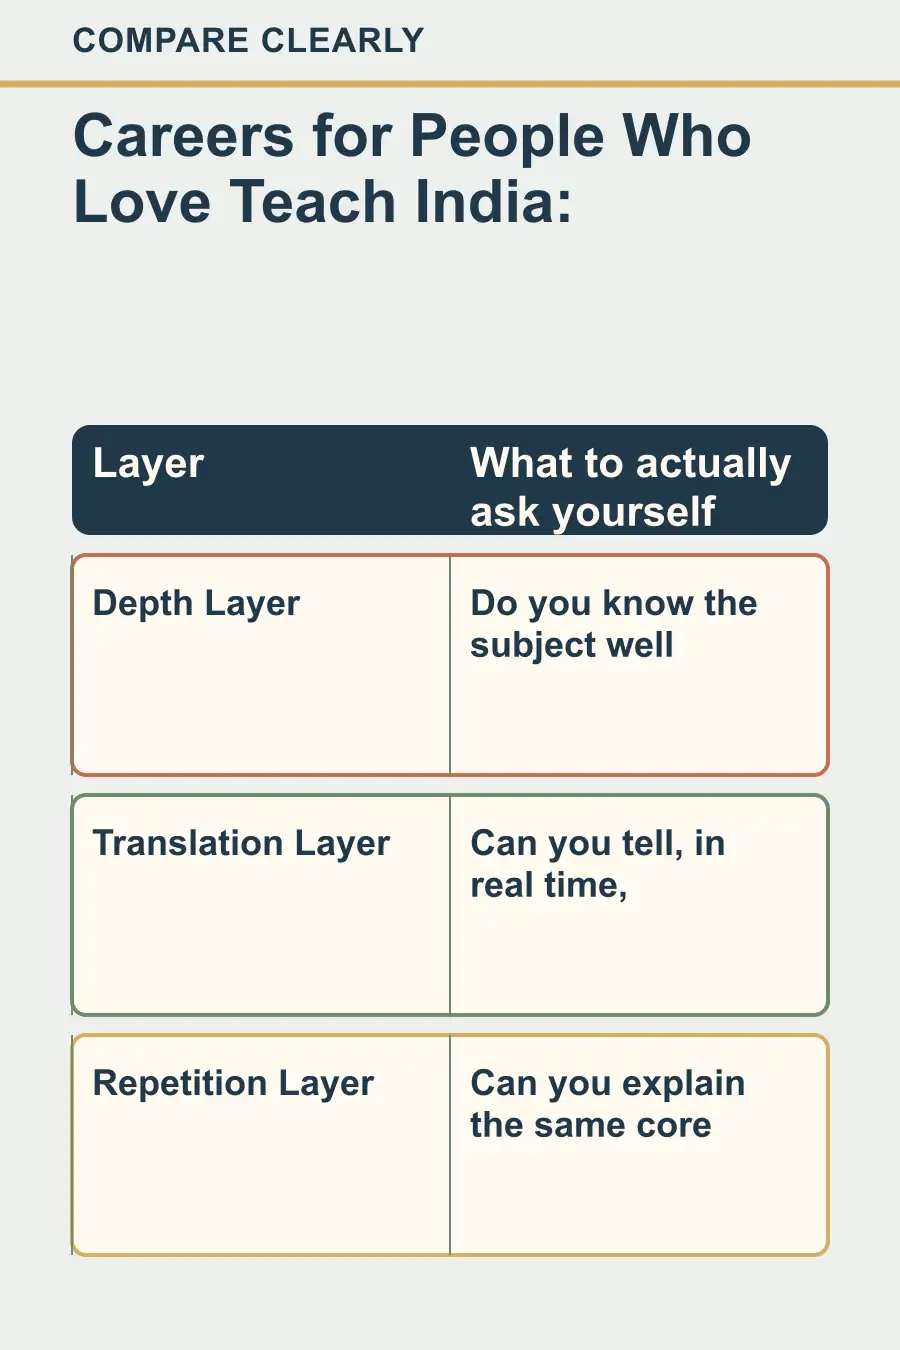 COMPARE CLEARLY
Careers for People Who
Love Teach India:
Layer
What to actually
ask yourself
Depth Layer
Do you know the
subject well
Translation Layer
Can you tell, in
real time,
Repetition Layer
Can you explain
the same core